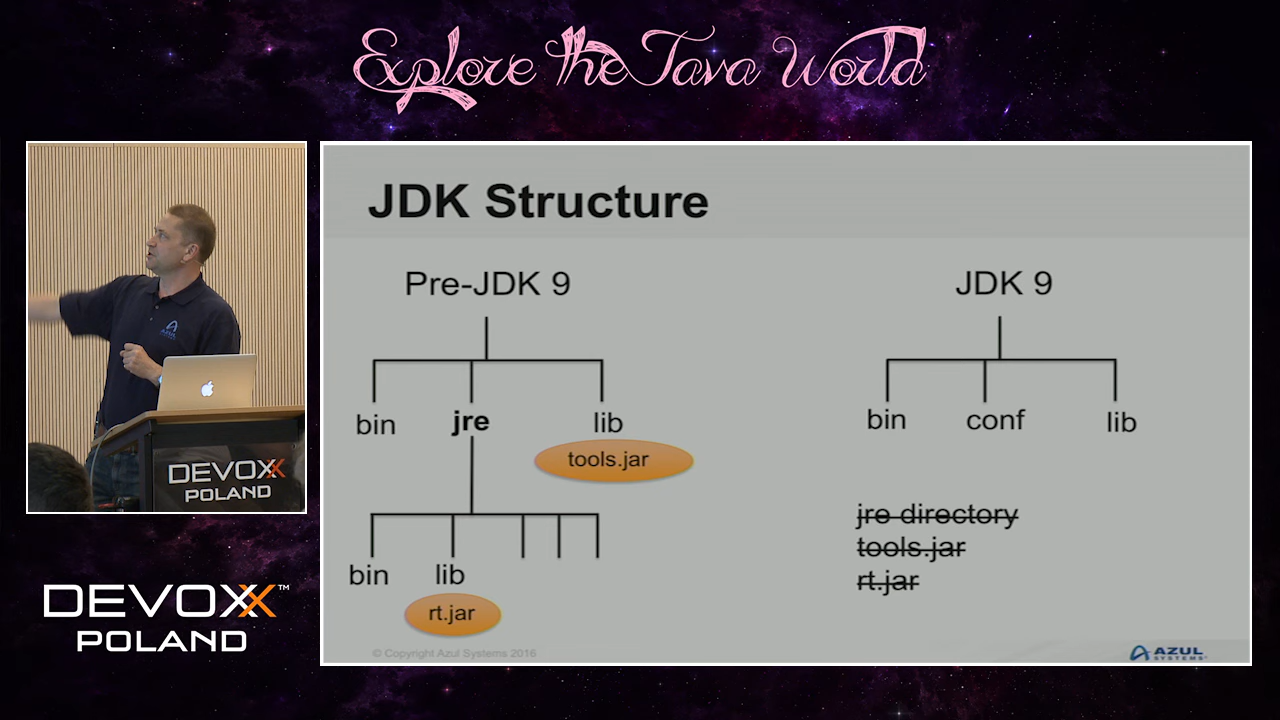 Explore the Java World
JDK Structure
Pre-JDK 9
JDK 9
bin
jre
lib
tools.jar
bin
lib
rt.jar
bin
conf
lib
jre directory
tools.jar
rt.jar
© Copyright Azul Systems 2016
AZUL
SYSTEMS
AZUL
DEVOXX
POLAND
DEVOXX™
POLAND